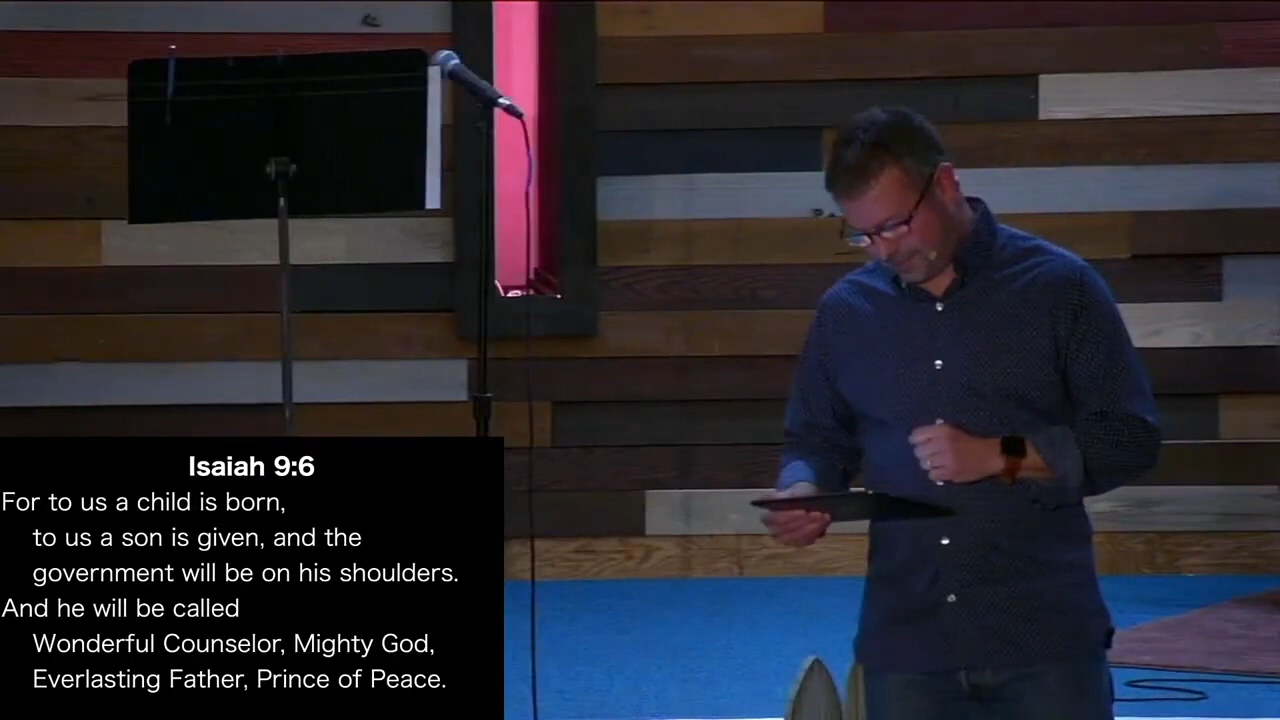 Isaiah 9:6
For to us a child is born,
to us a son is given, and the
government will be on his shoulders.
And he will be called
Wonderful Counselor, Mighty God,
Everlasting Father, Prince of Peace.